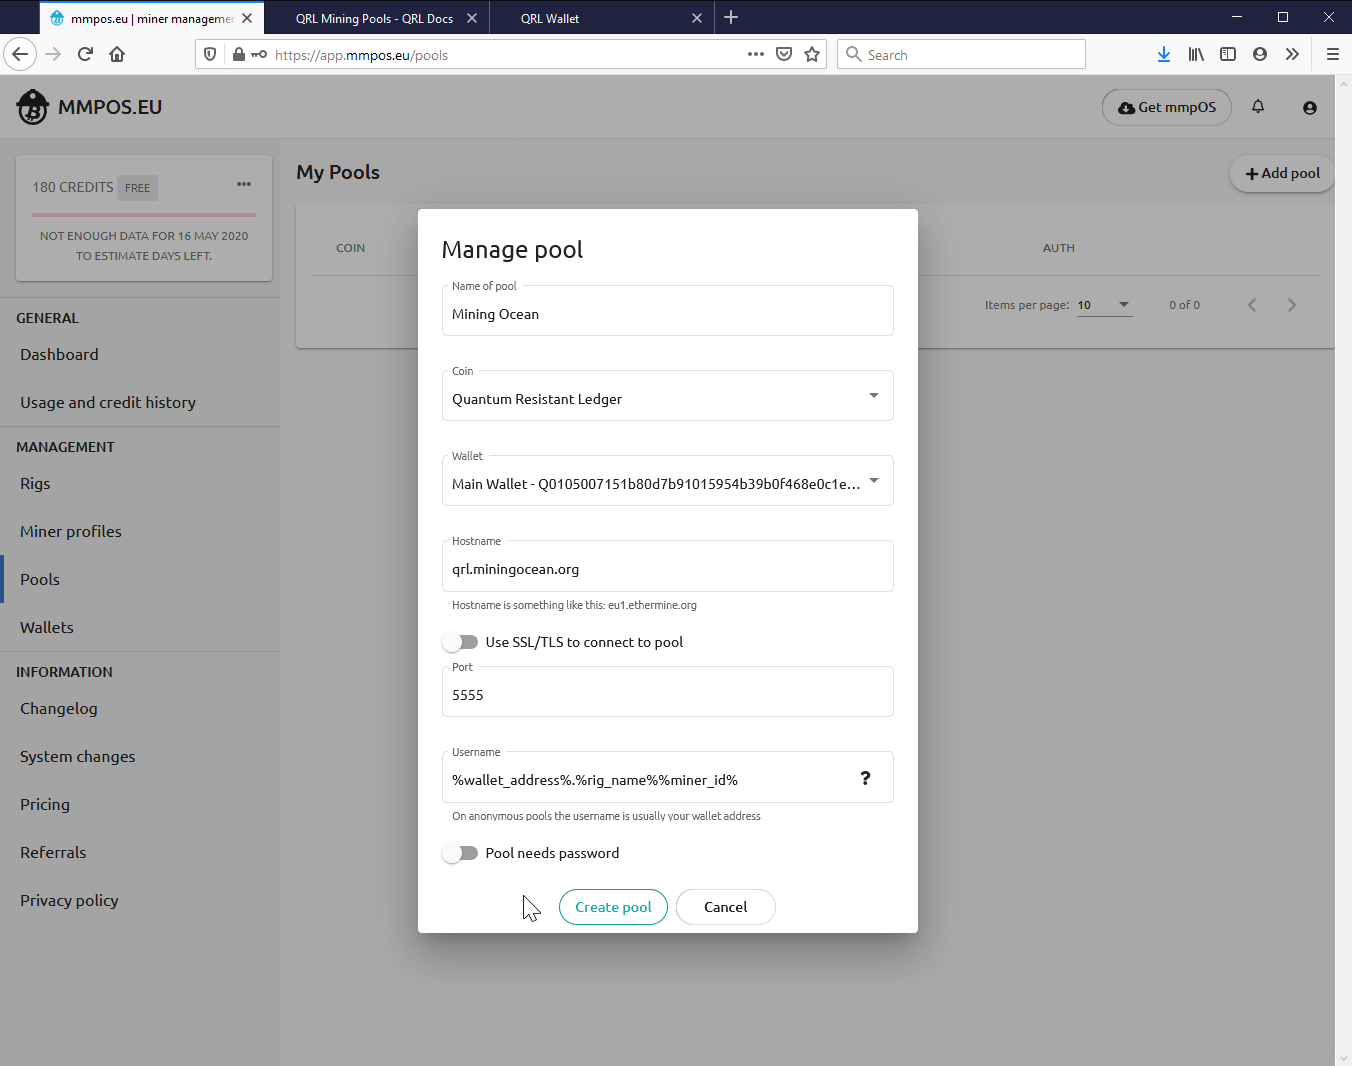 mmpos.eu | miner managemen
QRL Mining Pools - QRL Docs
QRL Wallet
https://app.mmpos.eu/pools
Search
MMPOS.EU
Get mmpOS
180 CREDITS FREE
NOT ENOUGH DATA FOR 16 MAY 2020
TO ESTIMATE DAYS LEFT.
GENERAL
Dashboard
Usage and credit history
MANAGEMENT
Rigs
Miner profiles
Pools
Wallets
INFORMATION
Changelog
System changes
Pricing
Referrals
Privacy policy
My Pools
+ Add pool
COIN
AUTH
Items per page: 10
0 of 0
Manage pool
Name of pool
Mining Ocean
Coin
Quantum Resistant Ledger
Wallet
Main Wallet - Q0105007151b80d7b91015954b39b0f468e0c1e...
Hostname
qrl.miningocean.org
Hostname is something like this: eu1.ethermine.org
Use SSL/TLS to connect to pool
Port
5555
Username
%wallet_address%.%rig_name%%miner_id%
?
On anonymous pools the username is usually your wallet address
Pool needs password
Create pool
Cancel